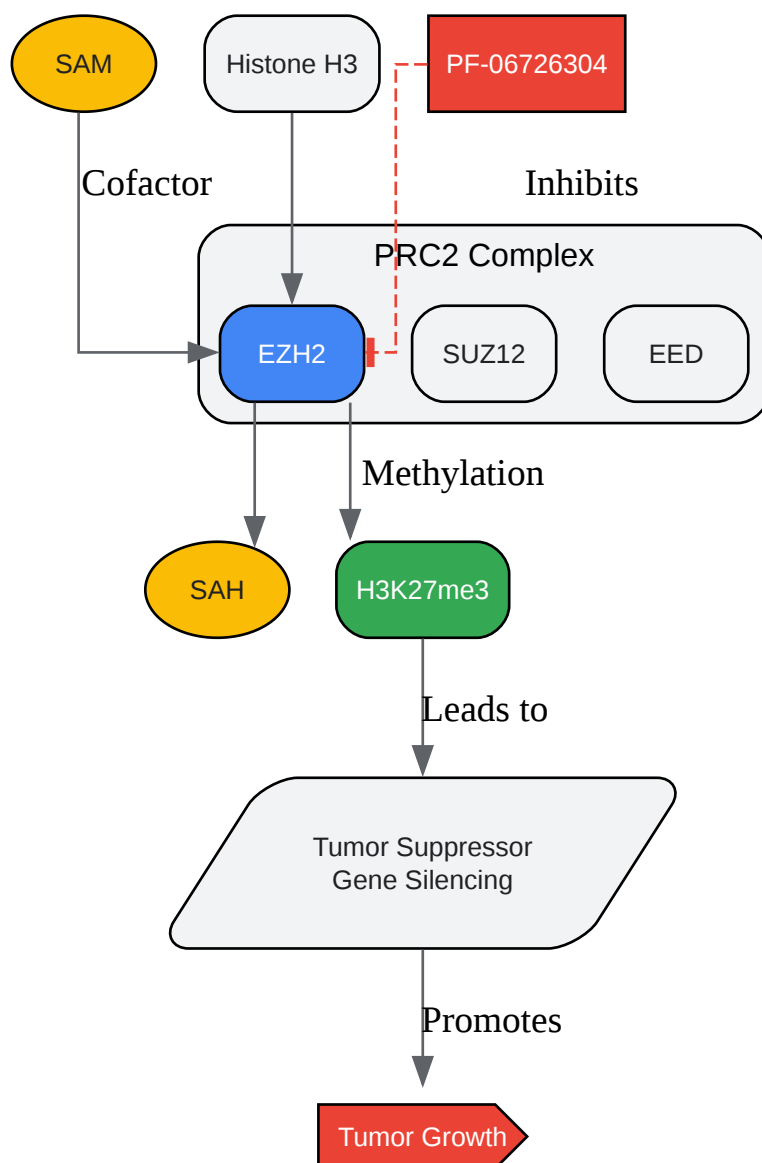 SAM
Histone H3
PF-06726304
Cofactor
Inhibits
PRC2 Complex
EZH2
SUZ12
EED
Methylation
SAH
H3K27me3
Leads to
Tumor Suppressor
Gene Silencing
Promotes
Tumor Growth